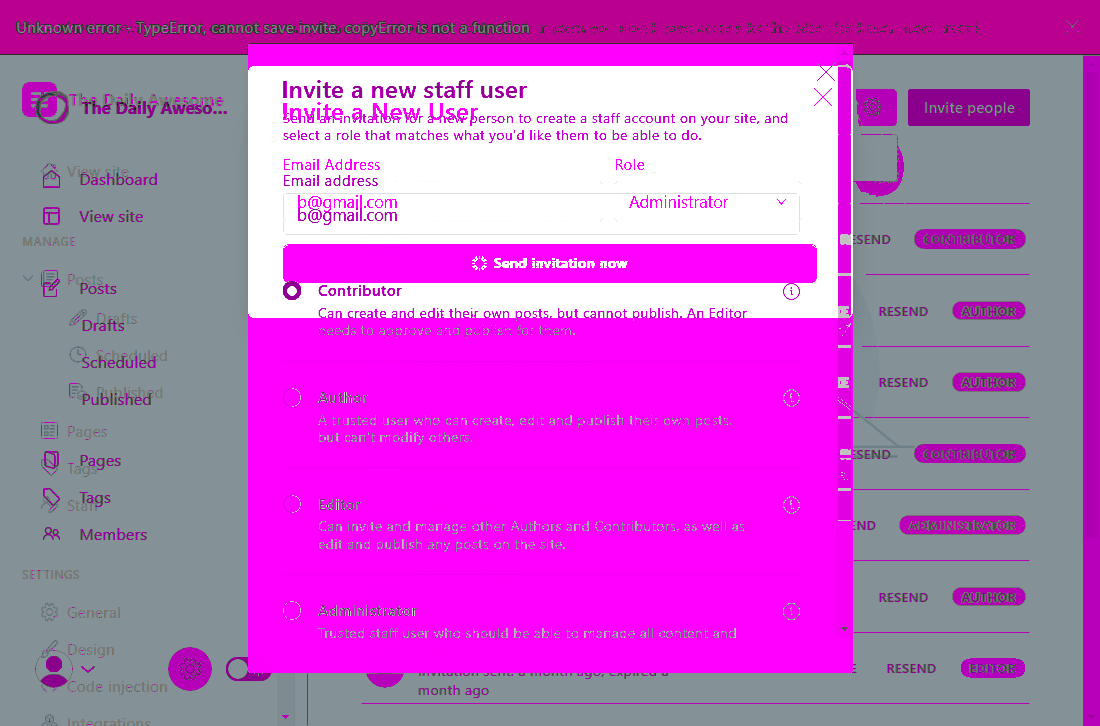 Unknown error - TypeError, cannot save invite. copyError is not a function
The Daily Awesome
The Daily Aweso...
Invite people
Invite a new staff user
Invite a New User
Send an invitation for a new person to create a staff account on your site, and
select a role that matches what you'd like them to be able to do.
Email Address
Role
Email address
b@gmail.com
Administrator
b@gmail.com
Send invitation now
Contributor
Can create and edit their own posts, but cannot publish. An Editor
needs to approve and publish for them.
Author
A trusted user who can create, edit and publish their own posts,
but can't modify others.
Editor
Can invite and manage other Authors and Contributors, as well as
edit and publish any posts on the site.
Administrator
Trusted staff user who should be able to manage all content and
View site
Dashboard
View site
MANAGE
Posts
Posts
Drafts
Drafts
Scheduled
Scheduled
Published
Published
Pages
Pages
Tags
Tags
Staff
Members
SETTINGS
General
Design
Code injection
Integrations
CONTRIBUTOR
RESEND AUTHOR
RESEND AUTHOR
CONTRIBUTOR
ADMINISTRATOR
RESEND AUTHOR
RESEND EDITOR
Invitation sent: a month ago, expired a
month ago